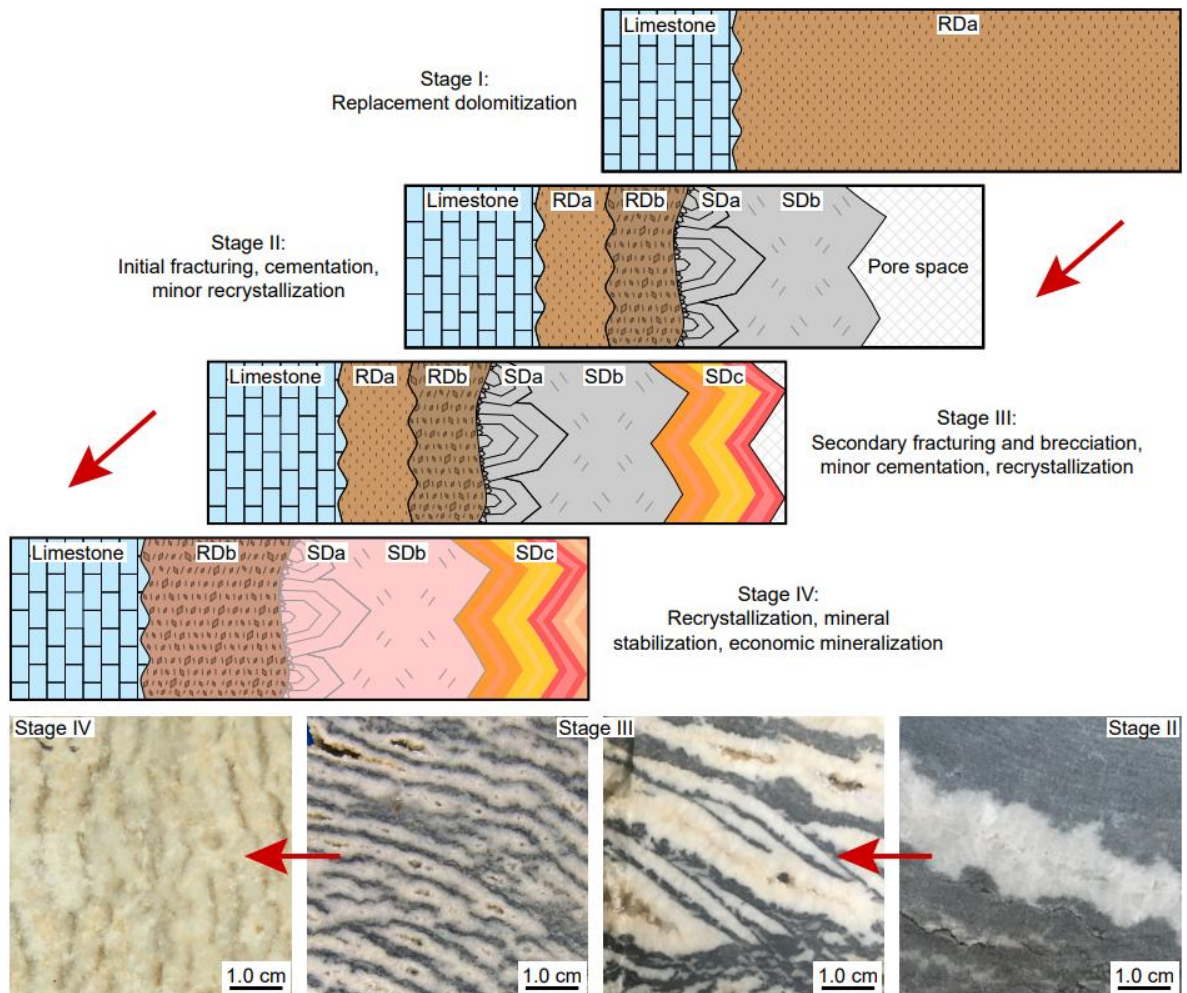 Limestone
RDa
Stage I:
Replacement dolomitization
Limestone
RDa
RDb
SDa
SDb
Pore space
Stage II:
Initial fracturing, cementation,
minor recrystallization
Limestone
RDa
RDb
SDa
SDb
SDc
Stage III:
Secondary fracturing and brecciation,
minor cementation, recrystallization
Limestone
RDb
SDa
SDb
SDc
Stage IV:
Recrystallization, mineral
stabilization, economic mineralization
Stage IV
Stage III
Stage II
1.0 cm
1.0 cm
1.0 cm
1.0 cm